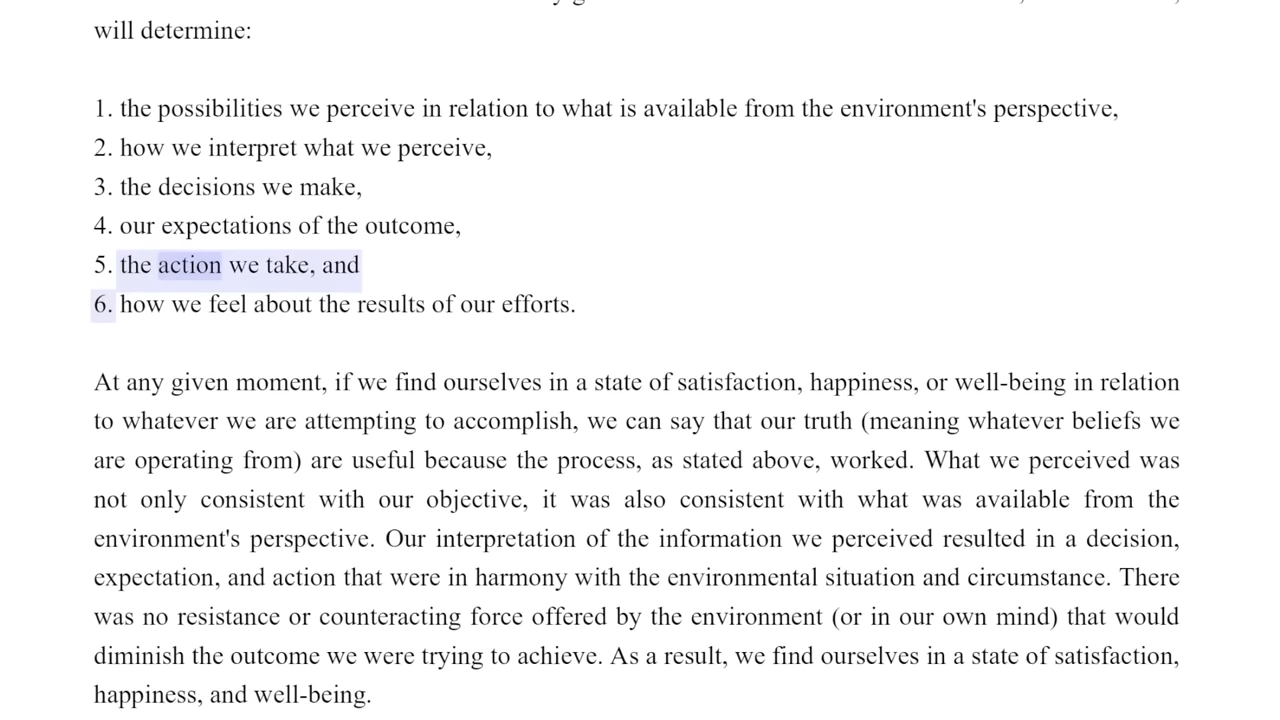 will determine:
1. the possibilities we perceive in relation to what is available from the environment's perspective,
2. how we interpret what we perceive,
3. the decisions we make,
4. our expectations of the outcome,
5. the action we take, and
6. how we feel about the results of our efforts.
At any given moment, if we find ourselves in a state of satisfaction, happiness, or well-being in relation
to whatever we are attempting to accomplish, we can say that our truth (meaning whatever beliefs we
are operating from) are useful because the process, as stated above, worked. What we perceived was
not only consistent with our objective, it was also consistent with what was available from the
environment's perspective. Our interpretation of the information we perceived resulted in a decision,
expectation, and action that were in harmony with the environmental situation and circumstance. There
was no resistance or counteracting force offered by the environment (or in our own mind) that would
diminish the outcome we were trying to achieve. As a result, we find ourselves in a state of satisfaction,
happiness, and well-being.